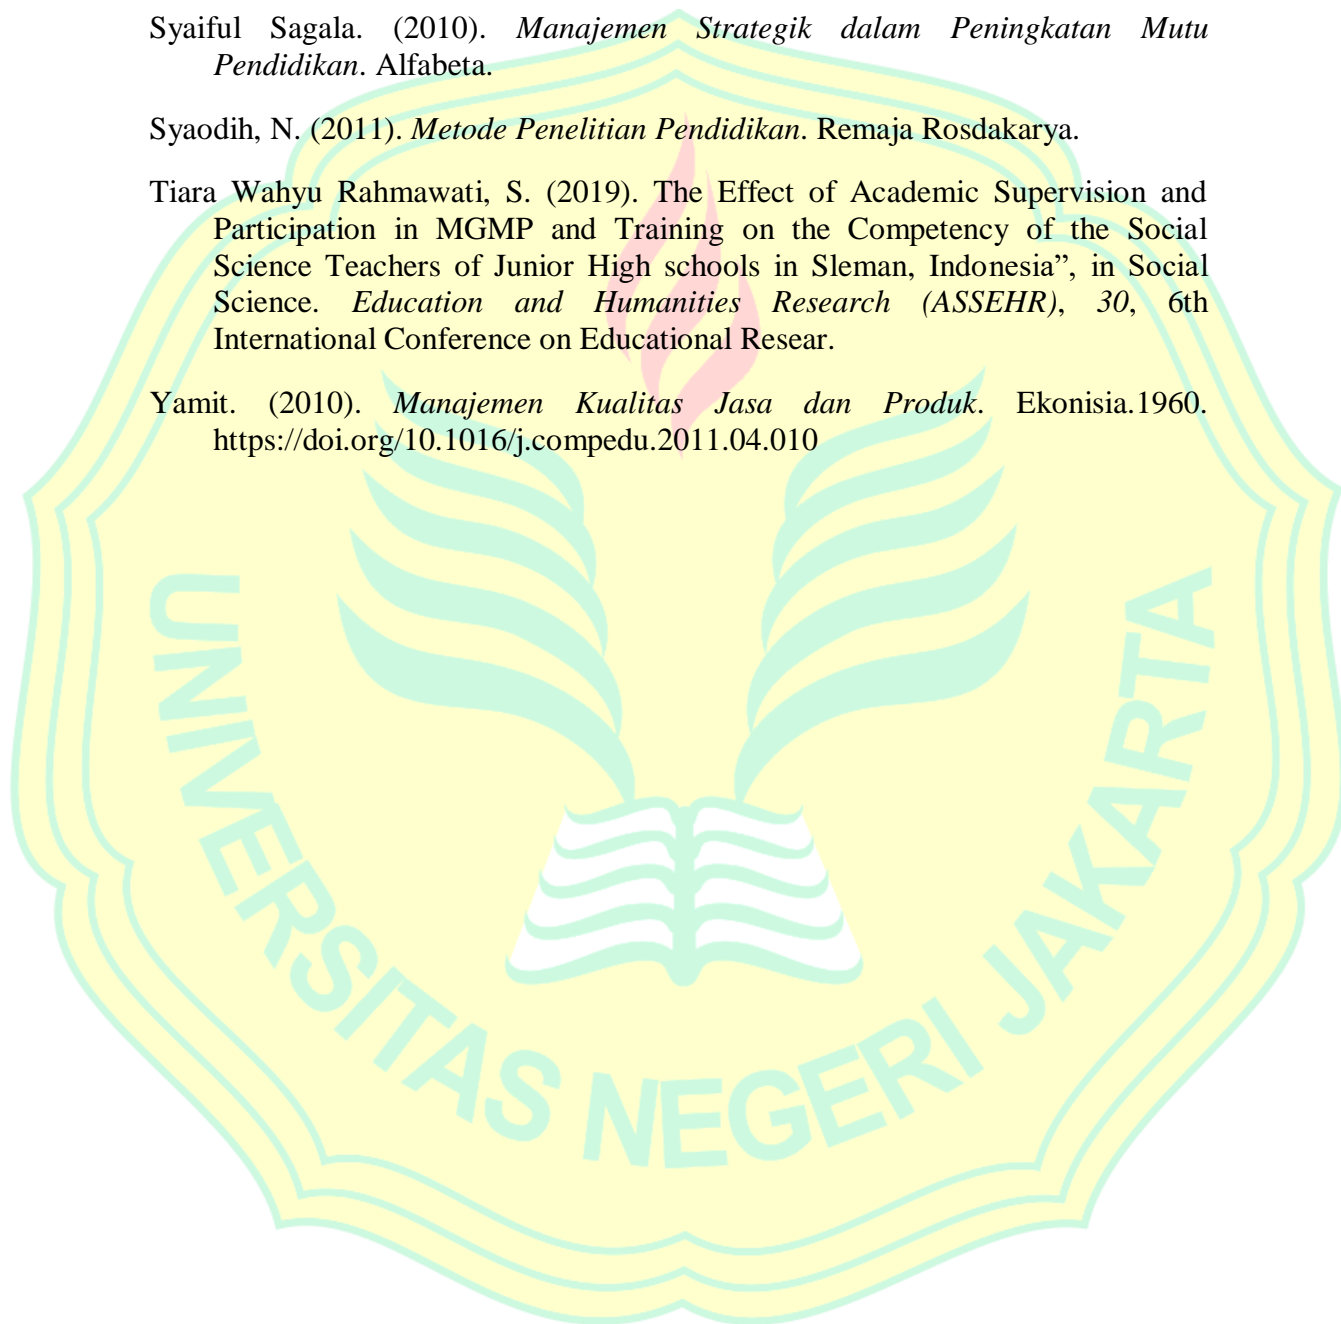 Syaiful Sagala. (2010). Manajemen Strategik dalam Peningkatan Mutu
Pendidikan. Alfabeta.
Syaodih, N. (2011). Metode Penelitian Pendidikan. Remaja Rosdakarya.
Tiara Wahyu Rahmawati, S. (2019). The Effect of Academic Supervision and
Participation in MGMP and Training on the Competency of the Social
Science Teachers of Junior High schools in Sleman, Indonesia”, in Social
Science. Education and Humanities Research (ASSEHR), 30, 6th
International Conference on Educational Resear.
Yamit. (2010). Manajemen Kualitas Jasa dan Produk. Ekonisia.1960.
https://doi.org/10.1016/j.compedu.2011.04.010
UNIVERSITAS NEGERI JAKARTA